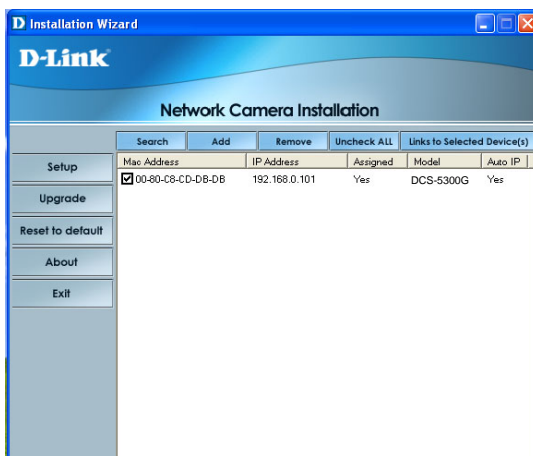 D Installation Wizard
D-Link
Network Camera Installation
Search Add Remove Uncheck ALL Links to Selected Device(s)
Mac Address IP Address Assigned Model Auto IP
00-80-C8-CD-DB-DB 192.168.0.101 Yes DCS-5300G Yes
Setup
Upgrade
Reset to default
About
Exit